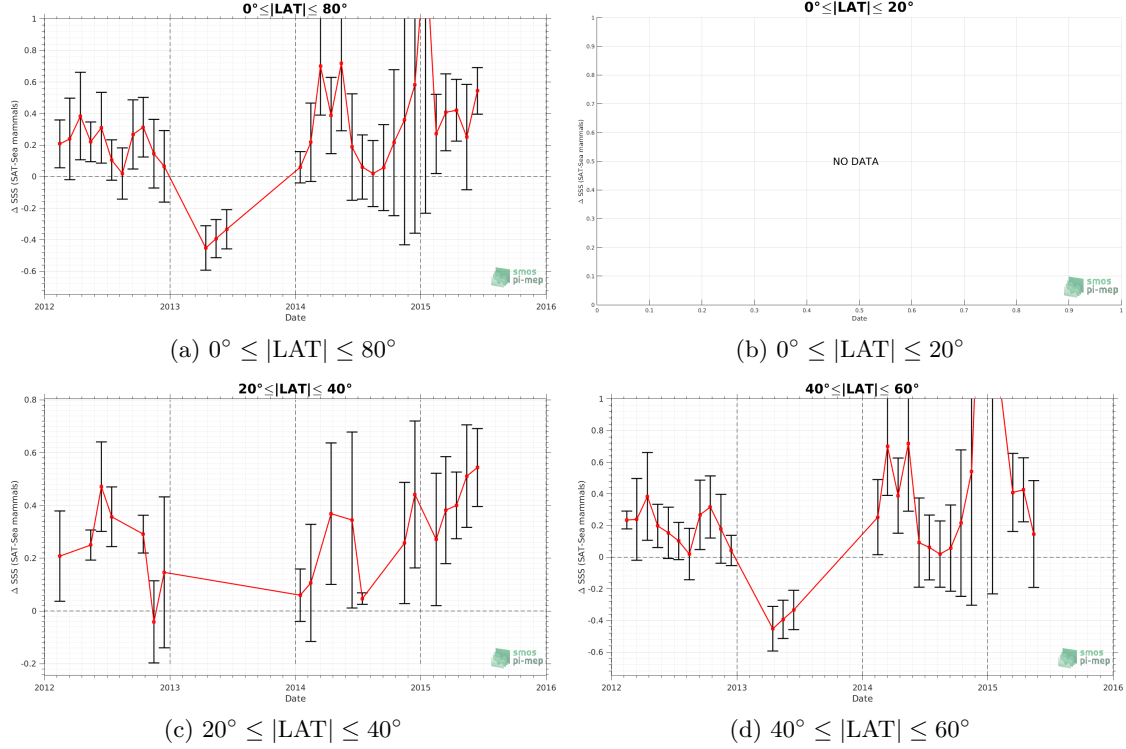 0°≤|LAT|≤ 80°
Δ SSS (SAT-Sea mammals)
1
0.8
0.6
0.4
0.2
0
-0.2
-0.4
-0.6
2012
2013
2014
2015
2016
Date
smos
pi-mep
(a) 0° ≤ |LAT| ≤ 80°
0°≤|LAT|≤ 20°
Δ SSS (SAT-Sea mammals)
1
0.9
0.8
0.7
0.6
0.5
0.4
0.3
0.2
0.1
0
NO DATA
0
0.1
0.2
0.3
0.4
0.5
0.6
0.7
0.8
0.9
1
Date
smos
pi-mep
(b) 0° ≤ |LAT| ≤ 20°
20°≤|LAT|≤ 40°
Δ SSS (SAT-Sea mammals)
0.8
0.6
0.4
0.2
0
-0.2
2012
2013
2014
2015
2016
Date
smos
pi-mep
(c) 20° ≤ |LAT| ≤ 40°
40°≤|LAT|≤ 60°
Δ SSS (SAT-Sea mammals)
1
0.8
0.6
0.4
0.2
0
-0.2
-0.4
-0.6
2012
2013
2014
2015
2016
Date
smos
pi-mep
(d) 40° ≤ |LAT| ≤ 60°